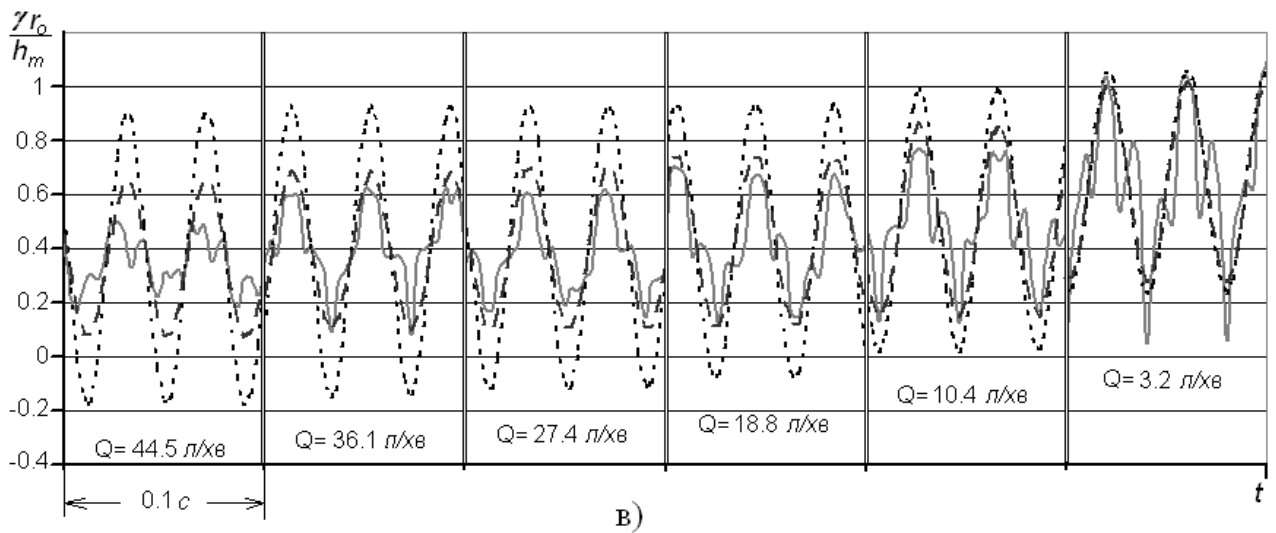 γr₀
hₘ
1
0.8
0.6
0.4
0.2
0
-0.2
-0.4
Q= 44.5 л/хв
Q= 36.1 л/хв
Q= 27.4 л/хв
Q= 18.8 л/хв
Q= 10.4 л/хв
Q= 3.2 л/хв
t
0.1 c
в)